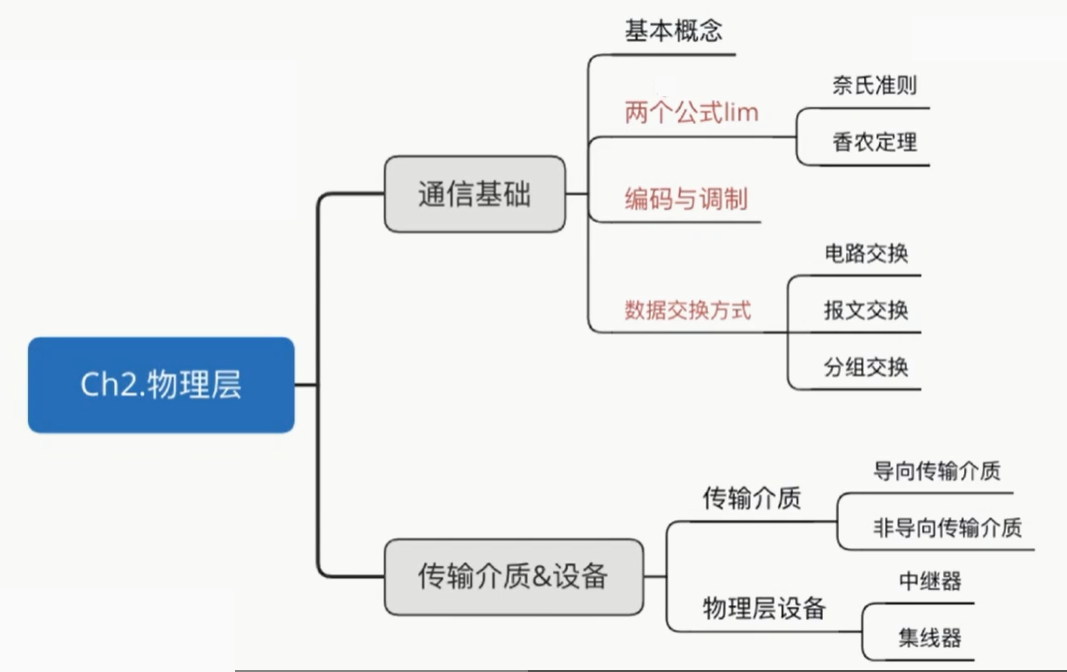 Ch2.物理层
通信基础
基本概念
两个公式lim
奈氏准则
香农定理
编码与调制
数据交换方式
电路交换
报文交换
分组交换
传输介质&设备
传输介质
导向传输介质
非导向传输介质
物理层设备
中继器
集线器